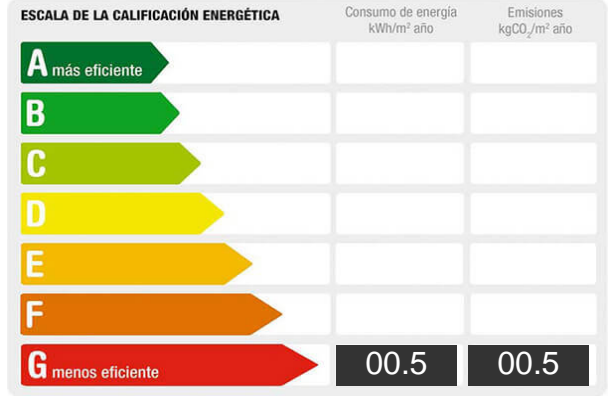 ESCALA DE LA CALIFICACIÓN ENERGÉTICA
Consumo de energía
kWh/m² año
Emisiones
kgCO₂/m² año
A más eficiente
B
C
D
E
F
G menos eficiente 00.5 00.5